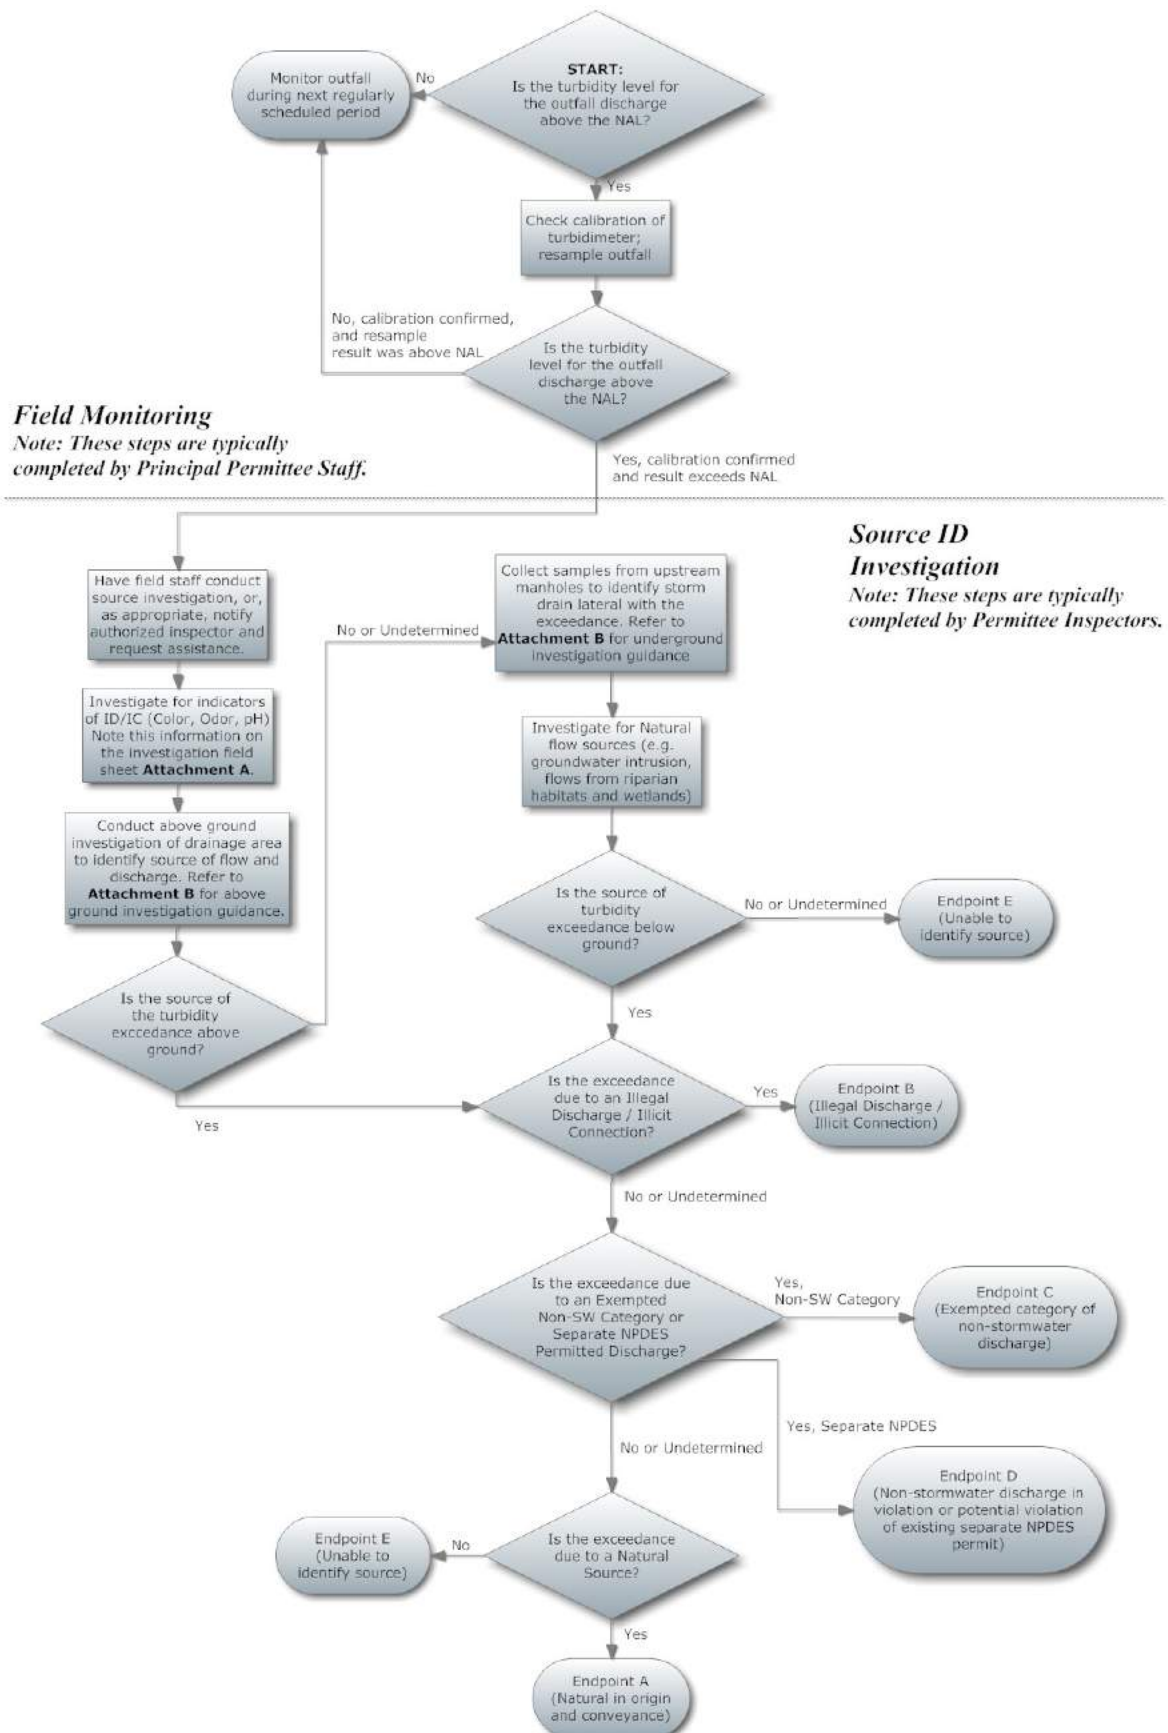 START:
Is the turbidity level for
the outfall discharge
above the NAL?
No
Monitor outfall
during next regularly
scheduled period
Yes
Check calibration of
turbidimeter;
resample outfall
No, calibration confirmed,
and resample
result was above NAL
Is the turbidity
level for the outfall
discharge above
the NAL?
Field Monitoring
Note: These steps are typically
completed by Principal Permittee Staff.
Yes, calibration confirmed
and result exceeds NAL
Source ID
Investigation
Note: These steps are typically
completed by Permittee Inspectors.
Have field staff conduct
source investigation, or,
as appropriate, notify
authorized inspector and
request assistance.
Investigate for indicators
of ID/IC (Color, Odor, pH)
Note this information on
the investigation field
sheet Attachment A.
Conduct above ground
investigation of drainage area
to identify source of flow and
discharge. Refer to
Attachment B for above
ground investigation guidance.
Is the source of
the turbidity
exccedance above
ground?
No or Undetermined
Yes
Collect samples from upstream
manholes to identify storm
drain lateral with the
exceedance. Refer to
Attachment B for underground
investigation guidance
Investigate for Natural
flow sources (e.g.
groundwater intrusion,
flows from riparian
habitats and wetlands)
Is the source of
turbidity
exceedance below
ground?
No or Undetermined
Endpoint E
(Unable to
identify source)
Yes
Is the exceedance
due to an Illegal
Discharge / Illicit
Connection?
Yes
Endpoint B
(Illegal Discharge /
Illicit Connection)
No or Undetermined
Is the exceedance due
to an Exempted
Non-SW Category or
Separate NPDES
Permitted Discharge?
Yes,
Non-SW Category
Endpoint C
(Exempted category of
non-stormwater
discharge)
Yes, Separate NPDES
Endpoint D
(Non-stormwater discharge in
violation or potential violation
of existing separate NPDES
permit)
No or Undetermined
Is the exceedance
due to a Natural
Source?
No
Endpoint E
(Unable to
identify source)
Yes
Endpoint A
(Natural in origin
and conveyance)